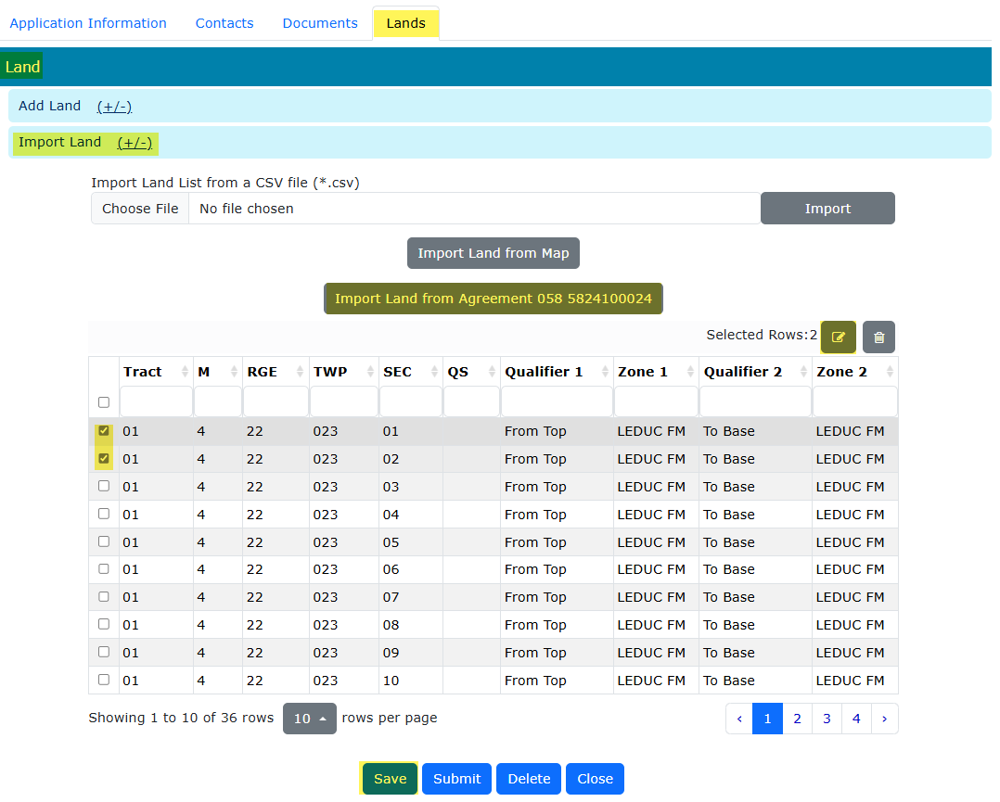 Application Information Contacts Documents Lands
Land
Add Land (+/-)
Import Land (+/-)
Import Land List from a CSV file (*.csv)
Choose File No file chosen Import
Import Land from Map
Import Land from Agreement 058 5824100024
Selected Rows:2
Tract M RGE TWP SEC QS Qualifier 1 Zone 1 Qualifier 2 Zone 2
01 4 22 023 01 From Top LEDUC FM To Base LEDUC FM
01 4 22 023 02 From Top LEDUC FM To Base LEDUC FM
01 4 22 023 03 From Top LEDUC FM To Base LEDUC FM
01 4 22 023 04 From Top LEDUC FM To Base LEDUC FM
01 4 22 023 05 From Top LEDUC FM To Base LEDUC FM
01 4 22 023 06 From Top LEDUC FM To Base LEDUC FM
01 4 22 023 07 From Top LEDUC FM To Base LEDUC FM
01 4 22 023 08 From Top LEDUC FM To Base LEDUC FM
01 4 22 023 09 From Top LEDUC FM To Base LEDUC FM
01 4 22 023 10 From Top LEDUC FM To Base LEDUC FM
Showing 1 to 10 of 36 rows 10 rows per page ‹ 1 2 3 4 ›
Save Submit Delete Close